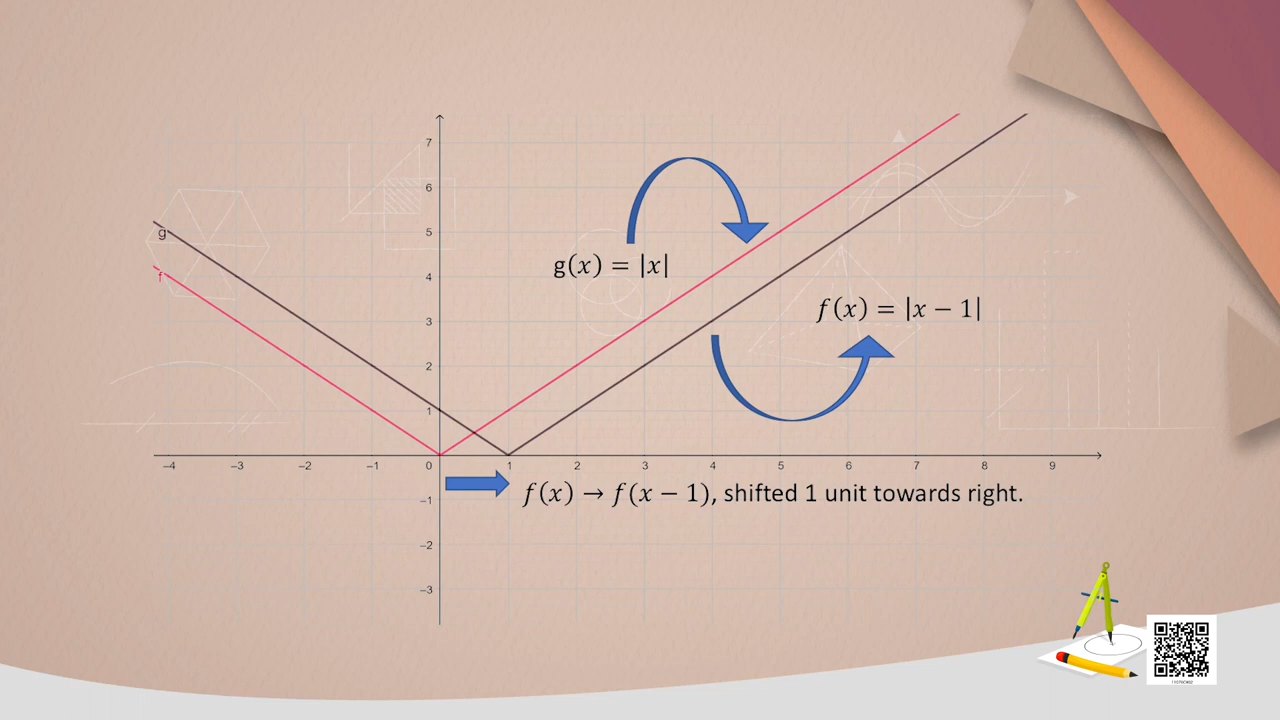 7
6
5
4
3
2
1
0
−1
−2
−3
−4 −3 −2 −1 1 2 3 4 5 6 7 8 9
g
f
g(x) = |x|
f(x) = |x − 1|
f(x) → f(x − 1), shifted 1 unit towards right.